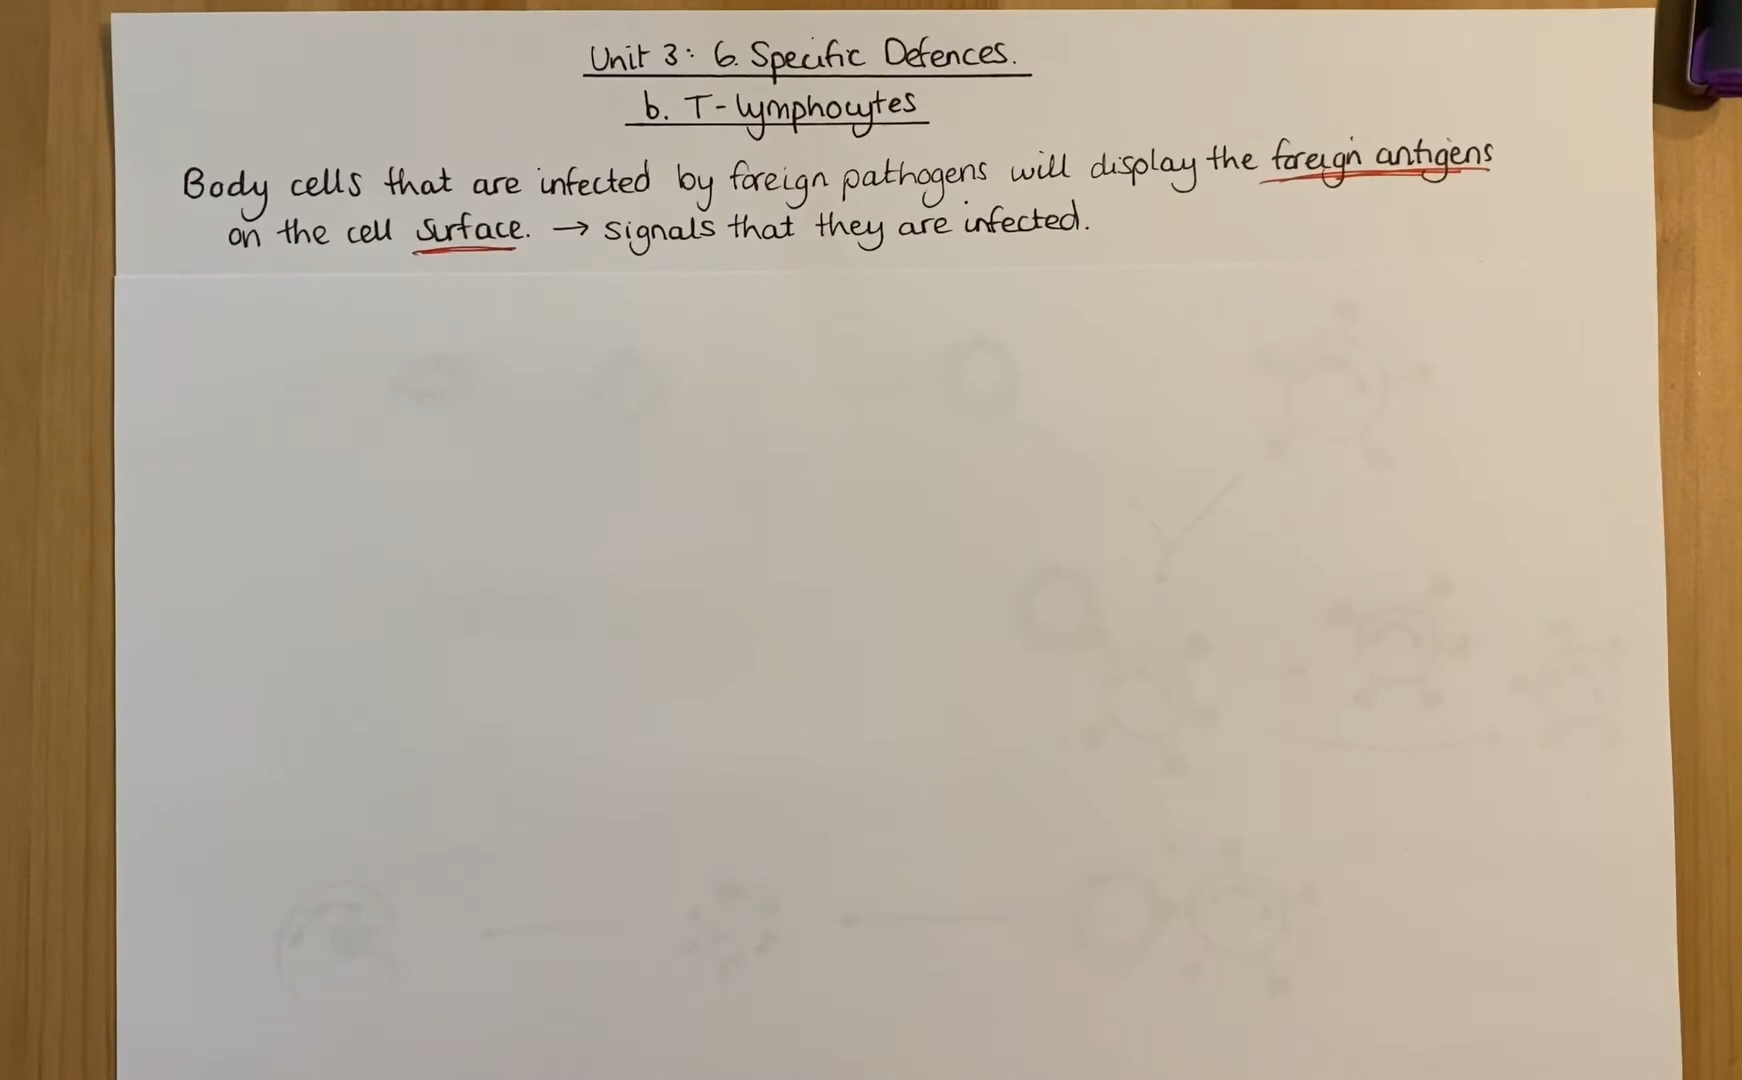 Unit 3: 6. Specific Defences.
b. T-lymphocytes
Body cells that are infected by foreign pathogens will display the foreign antigens
on the cell surface. → signals that they are infected.